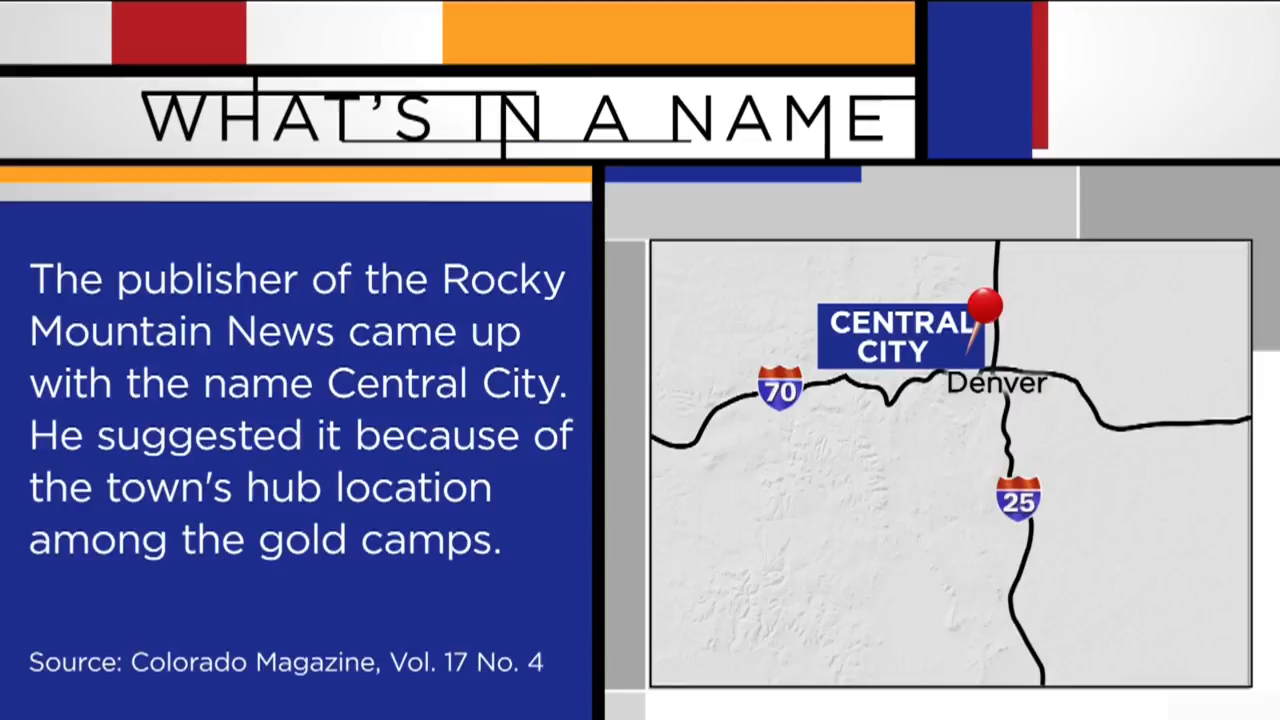 WHAT'S IN A NAME
The publisher of the Rocky
Mountain News came up
with the name Central City.
He suggested it because of
the town's hub location
among the gold camps.
Source: Colorado Magazine, Vol. 17 No. 4
CENTRAL
CITY
70
Denver
25